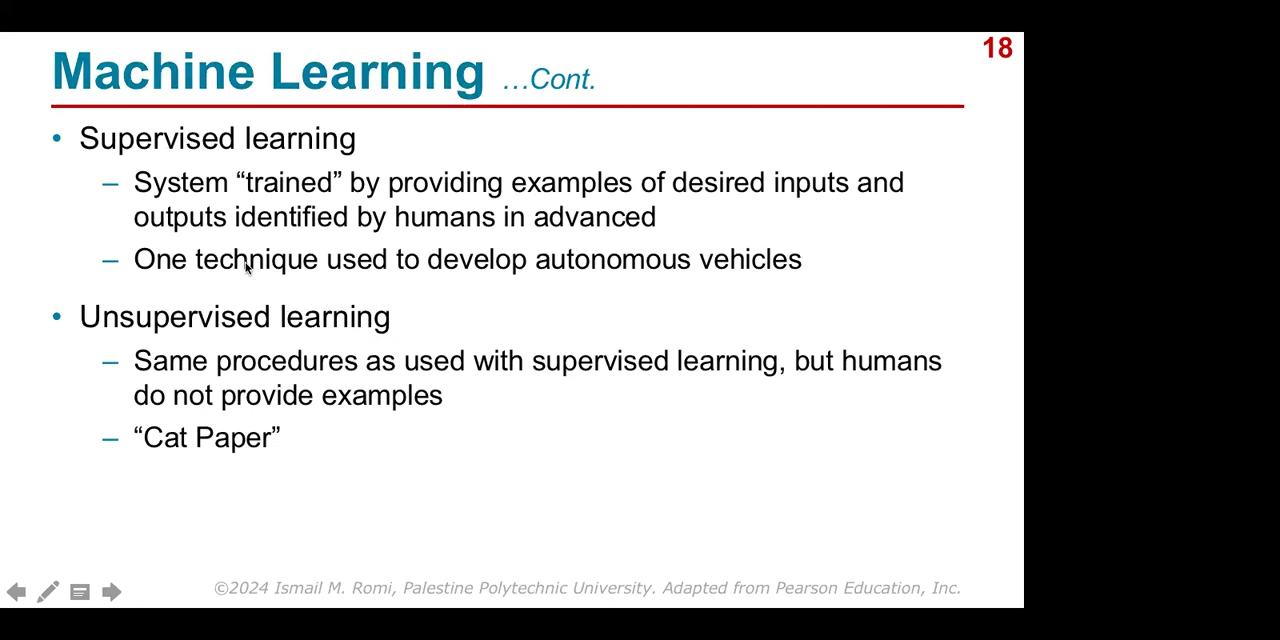 18
Machine Learning …Cont.
• Supervised learning
– System “trained” by providing examples of desired inputs and
outputs identified by humans in advanced
– One technique used to develop autonomous vehicles
• Unsupervised learning
– Same procedures as used with supervised learning, but humans
do not provide examples
– “Cat Paper”
©2024 Ismail M. Romi, Palestine Polytechnic University. Adapted from Pearson Education, Inc.